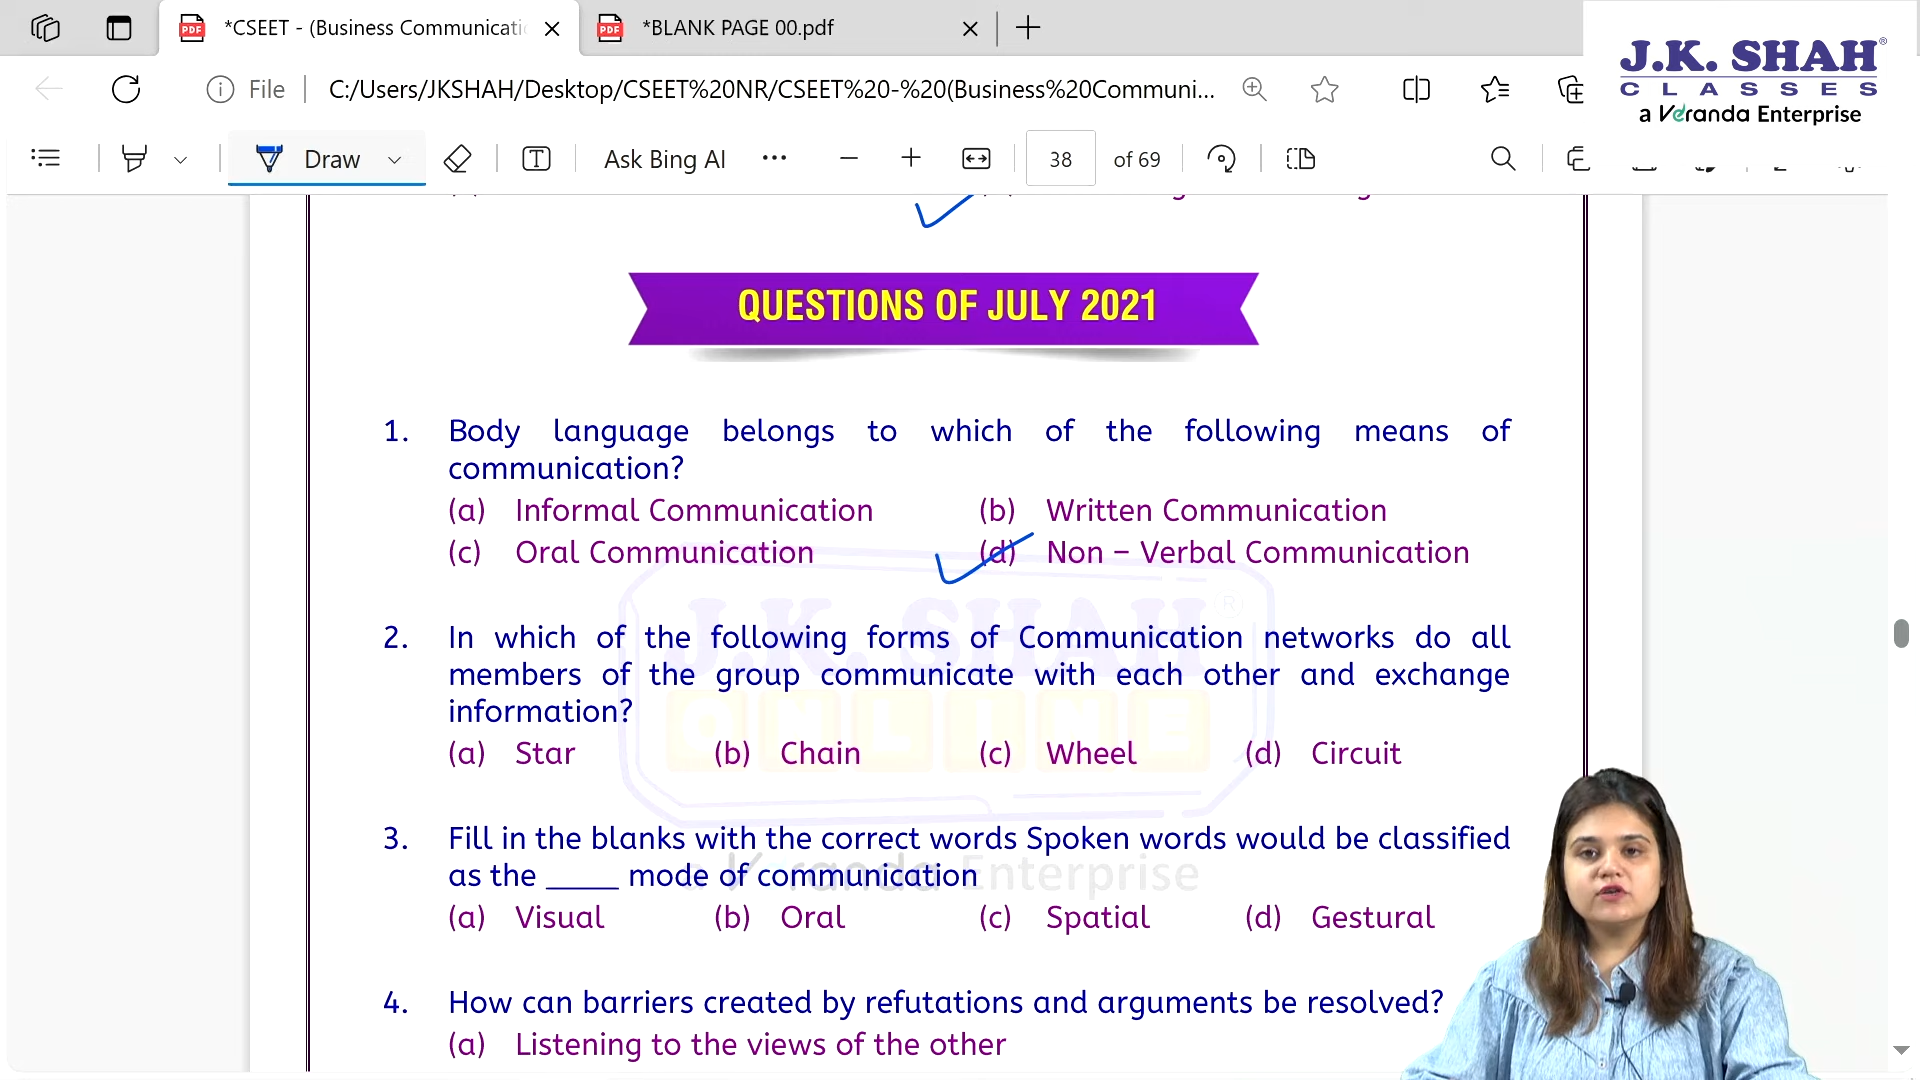 *CSEET - (Business Communicati
*BLANK PAGE 00.pdf
J.K. SHAH®
CLASSES
a Veranda Enterprise
File
C:/Users/JKSHAH/Desktop/CSEET%20NR/CSEET%20-%20(Business%20Communi...
Draw
Ask Bing AI
38
of 69
QUESTIONS OF JULY 2021
1. Body language belongs to which of the following means of
communication?
(a) Informal Communication (b) Written Communication
(c) Oral Communication (d) Non – Verbal Communication
2. In which of the following forms of Communication networks do all
members of the group communicate with each other and exchange
information?
(a) Star (b) Chain (c) Wheel (d) Circuit
3. Fill in the blanks with the correct words Spoken words would be classified
as the _____ mode of communication
(a) Visual (b) Oral (c) Spatial (d) Gestural
4. How can barriers created by refutations and arguments be resolved?
(a) Listening to the views of the other
J.K. SHAH®
ONLINE
a Veranda Enterprise